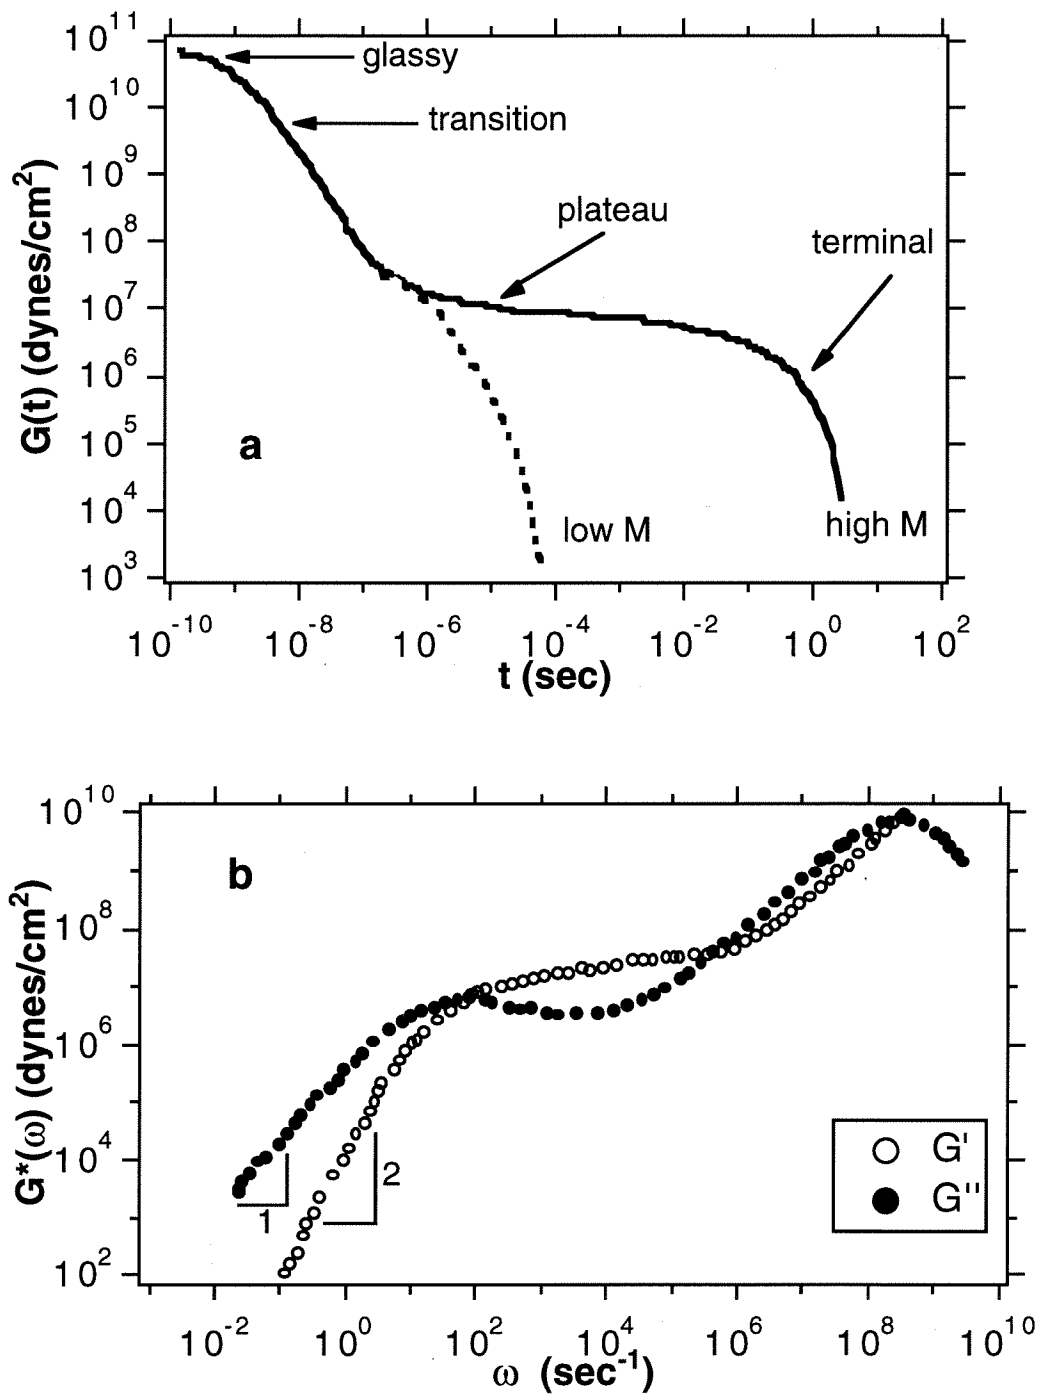 10^11
glassy
10^10
transition
10^9
plateau
10^8
terminal
10^7
10^6
10^5
a
10^4
low M
high M
10^3
G(t) (dynes/cm^2)
10^-10 10^-8 10^-6 10^-4 10^-2 10^0 10^2
t (sec)
10^10
b
10^8
10^6
10^4
2
1
G'
G''
10^2
G*(ω) (dynes/cm^2)
10^-2 10^0 10^2 10^4 10^6 10^8 10^10
ω (sec^-1)